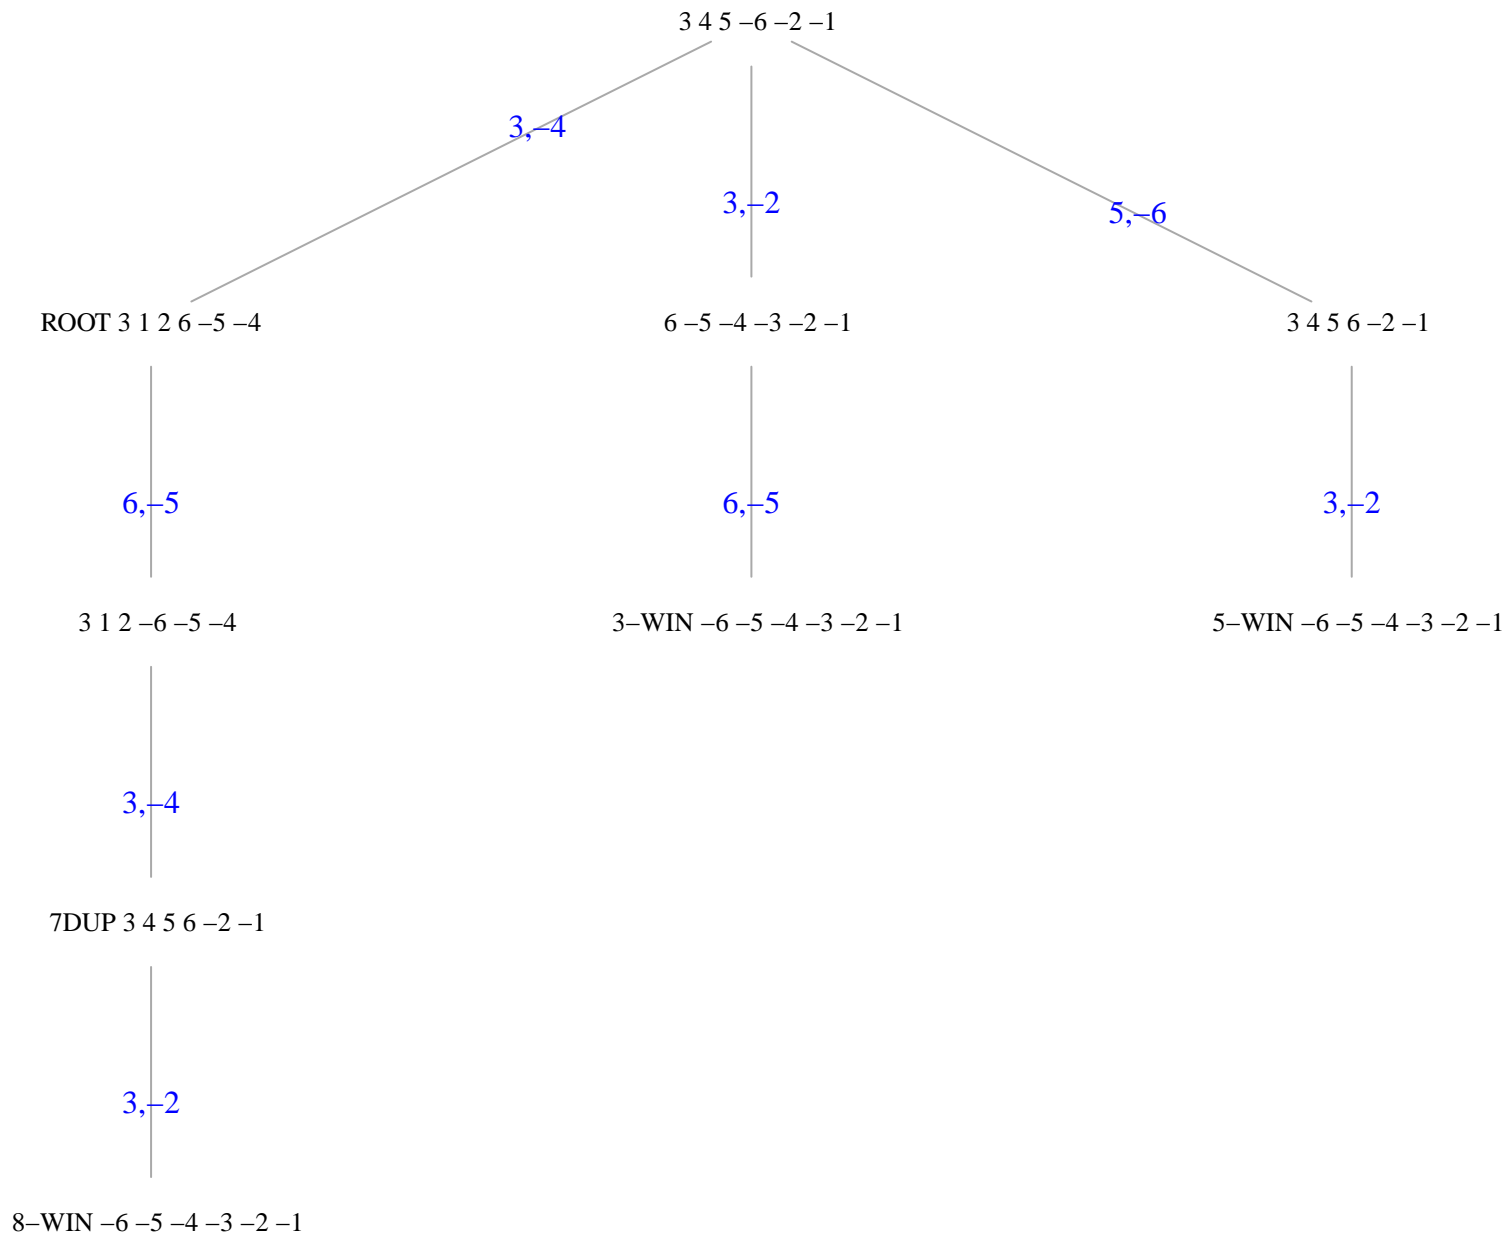 3 4 5 –6 –2 –1
3,–4
3,–2
5,–6
ROOT 3 1 2 6 –5 –4
6 –5 –4 –3 –2 –1
3 4 5 6 –2 –1
6,–5
6,–5
3,–2
3 1 2 –6 –5 –4
3–WIN –6 –5 –4 –3 –2 –1
5–WIN –6 –5 –4 –3 –2 –1
3,–4
7DUP 3 4 5 6 –2 –1
3,–2
8–WIN –6 –5 –4 –3 –2 –1